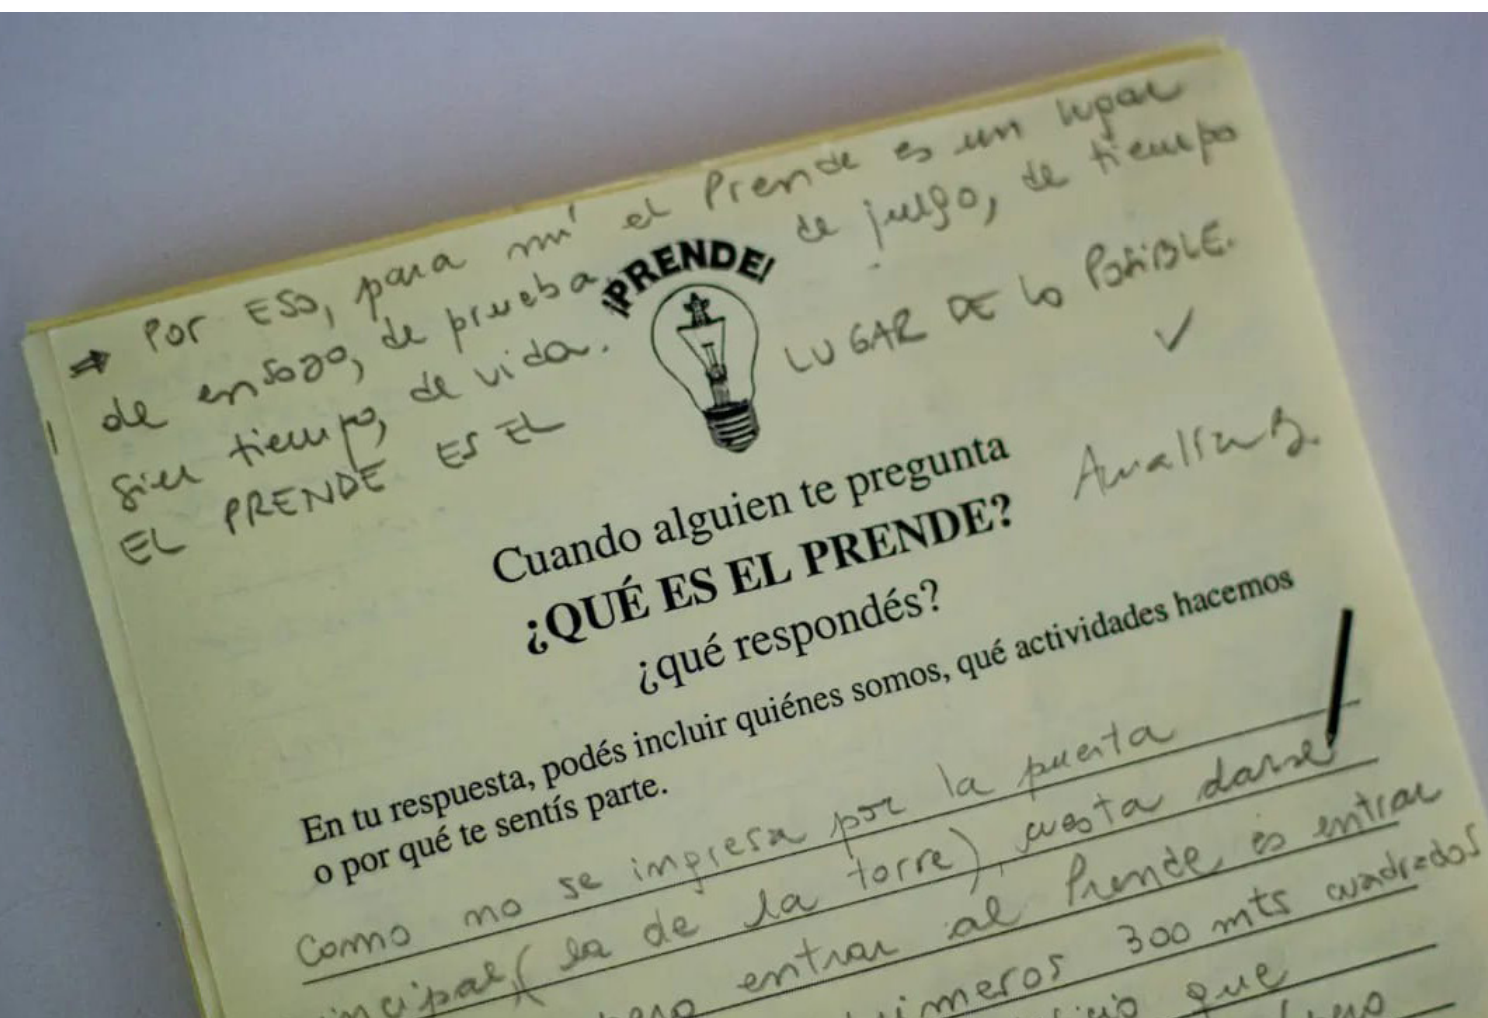 ⇒ Por ESO, para mí el Prende es un lugar
de ensayo, de prueba, de juego, de tiempo
sin tiempo, de vida.
EL PRENDE ES EL LUGAR DE lo POSIBLE.
¡PRENDE!
Cuando alguien te pregunta
¿QUÉ ES EL PRENDE?
¿qué respondés?
En tu respuesta, podés incluir quiénes somos, qué actividades hacemos
o por qué te sentís parte.
Como no se ingresa por la puerta
principal (la de la torre), cuesta darse
entrar al Prende, es entrar
300 mts cuadrados
que